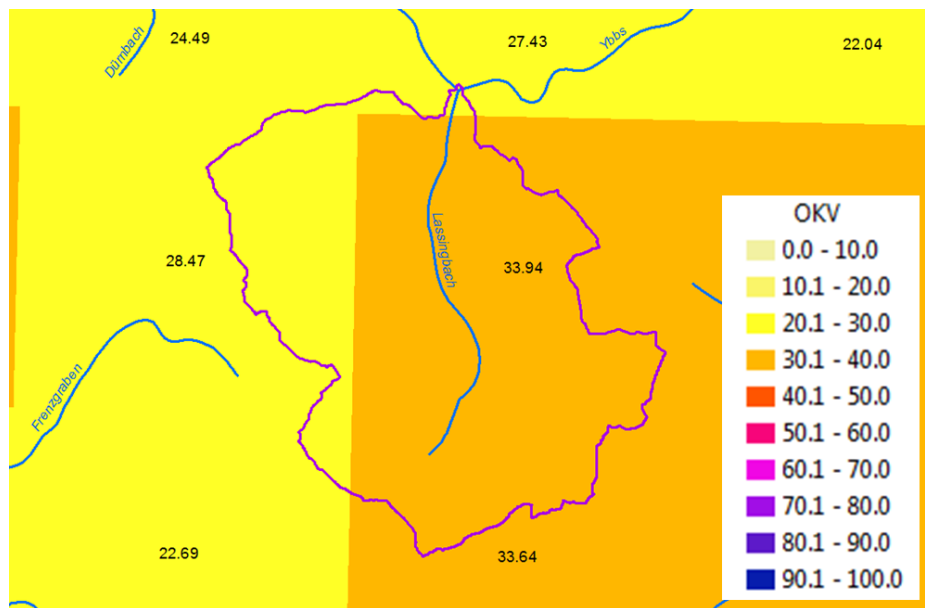 24.49
27.43
22.04
Dürnbach
Ybbs
28.47
33.94
Lassingbach
Frenzgraben
22.69
33.64
OKV
0.0 - 10.0
10.1 - 20.0
20.1 - 30.0
30.1 - 40.0
40.1 - 50.0
50.1 - 60.0
60.1 - 70.0
70.1 - 80.0
80.1 - 90.0
90.1 - 100.0